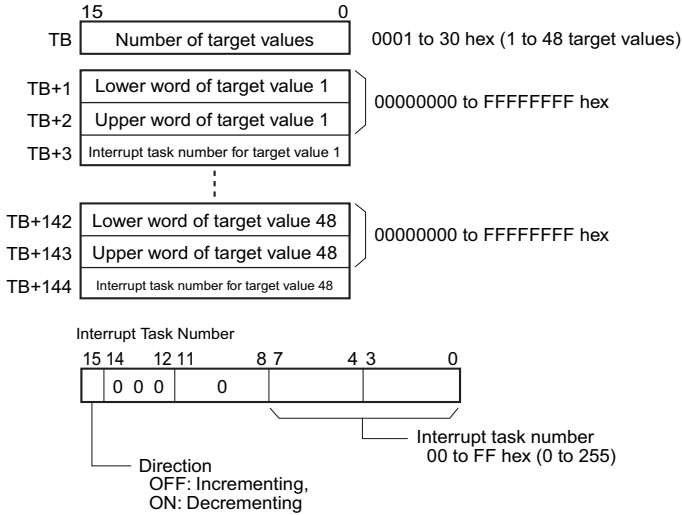 15 0
TB Number of target values 0001 to 30 hex (1 to 48 target values)
TB+1 Lower word of target value 1
00000000 to FFFFFFFF hex
TB+2 Upper word of target value 1
TB+3 Interrupt task number for target value 1
TB+142 Lower word of target value 48
00000000 to FFFFFFFF hex
TB+143 Upper word of target value 48
TB+144 Interrupt task number for target value 48
Interrupt Task Number
15 14 12 11 8 7 4 3 0
0 0 0 0
Interrupt task number
00 to FF hex (0 to 255)
Direction
OFF: Incrementing,
ON: Decrementing